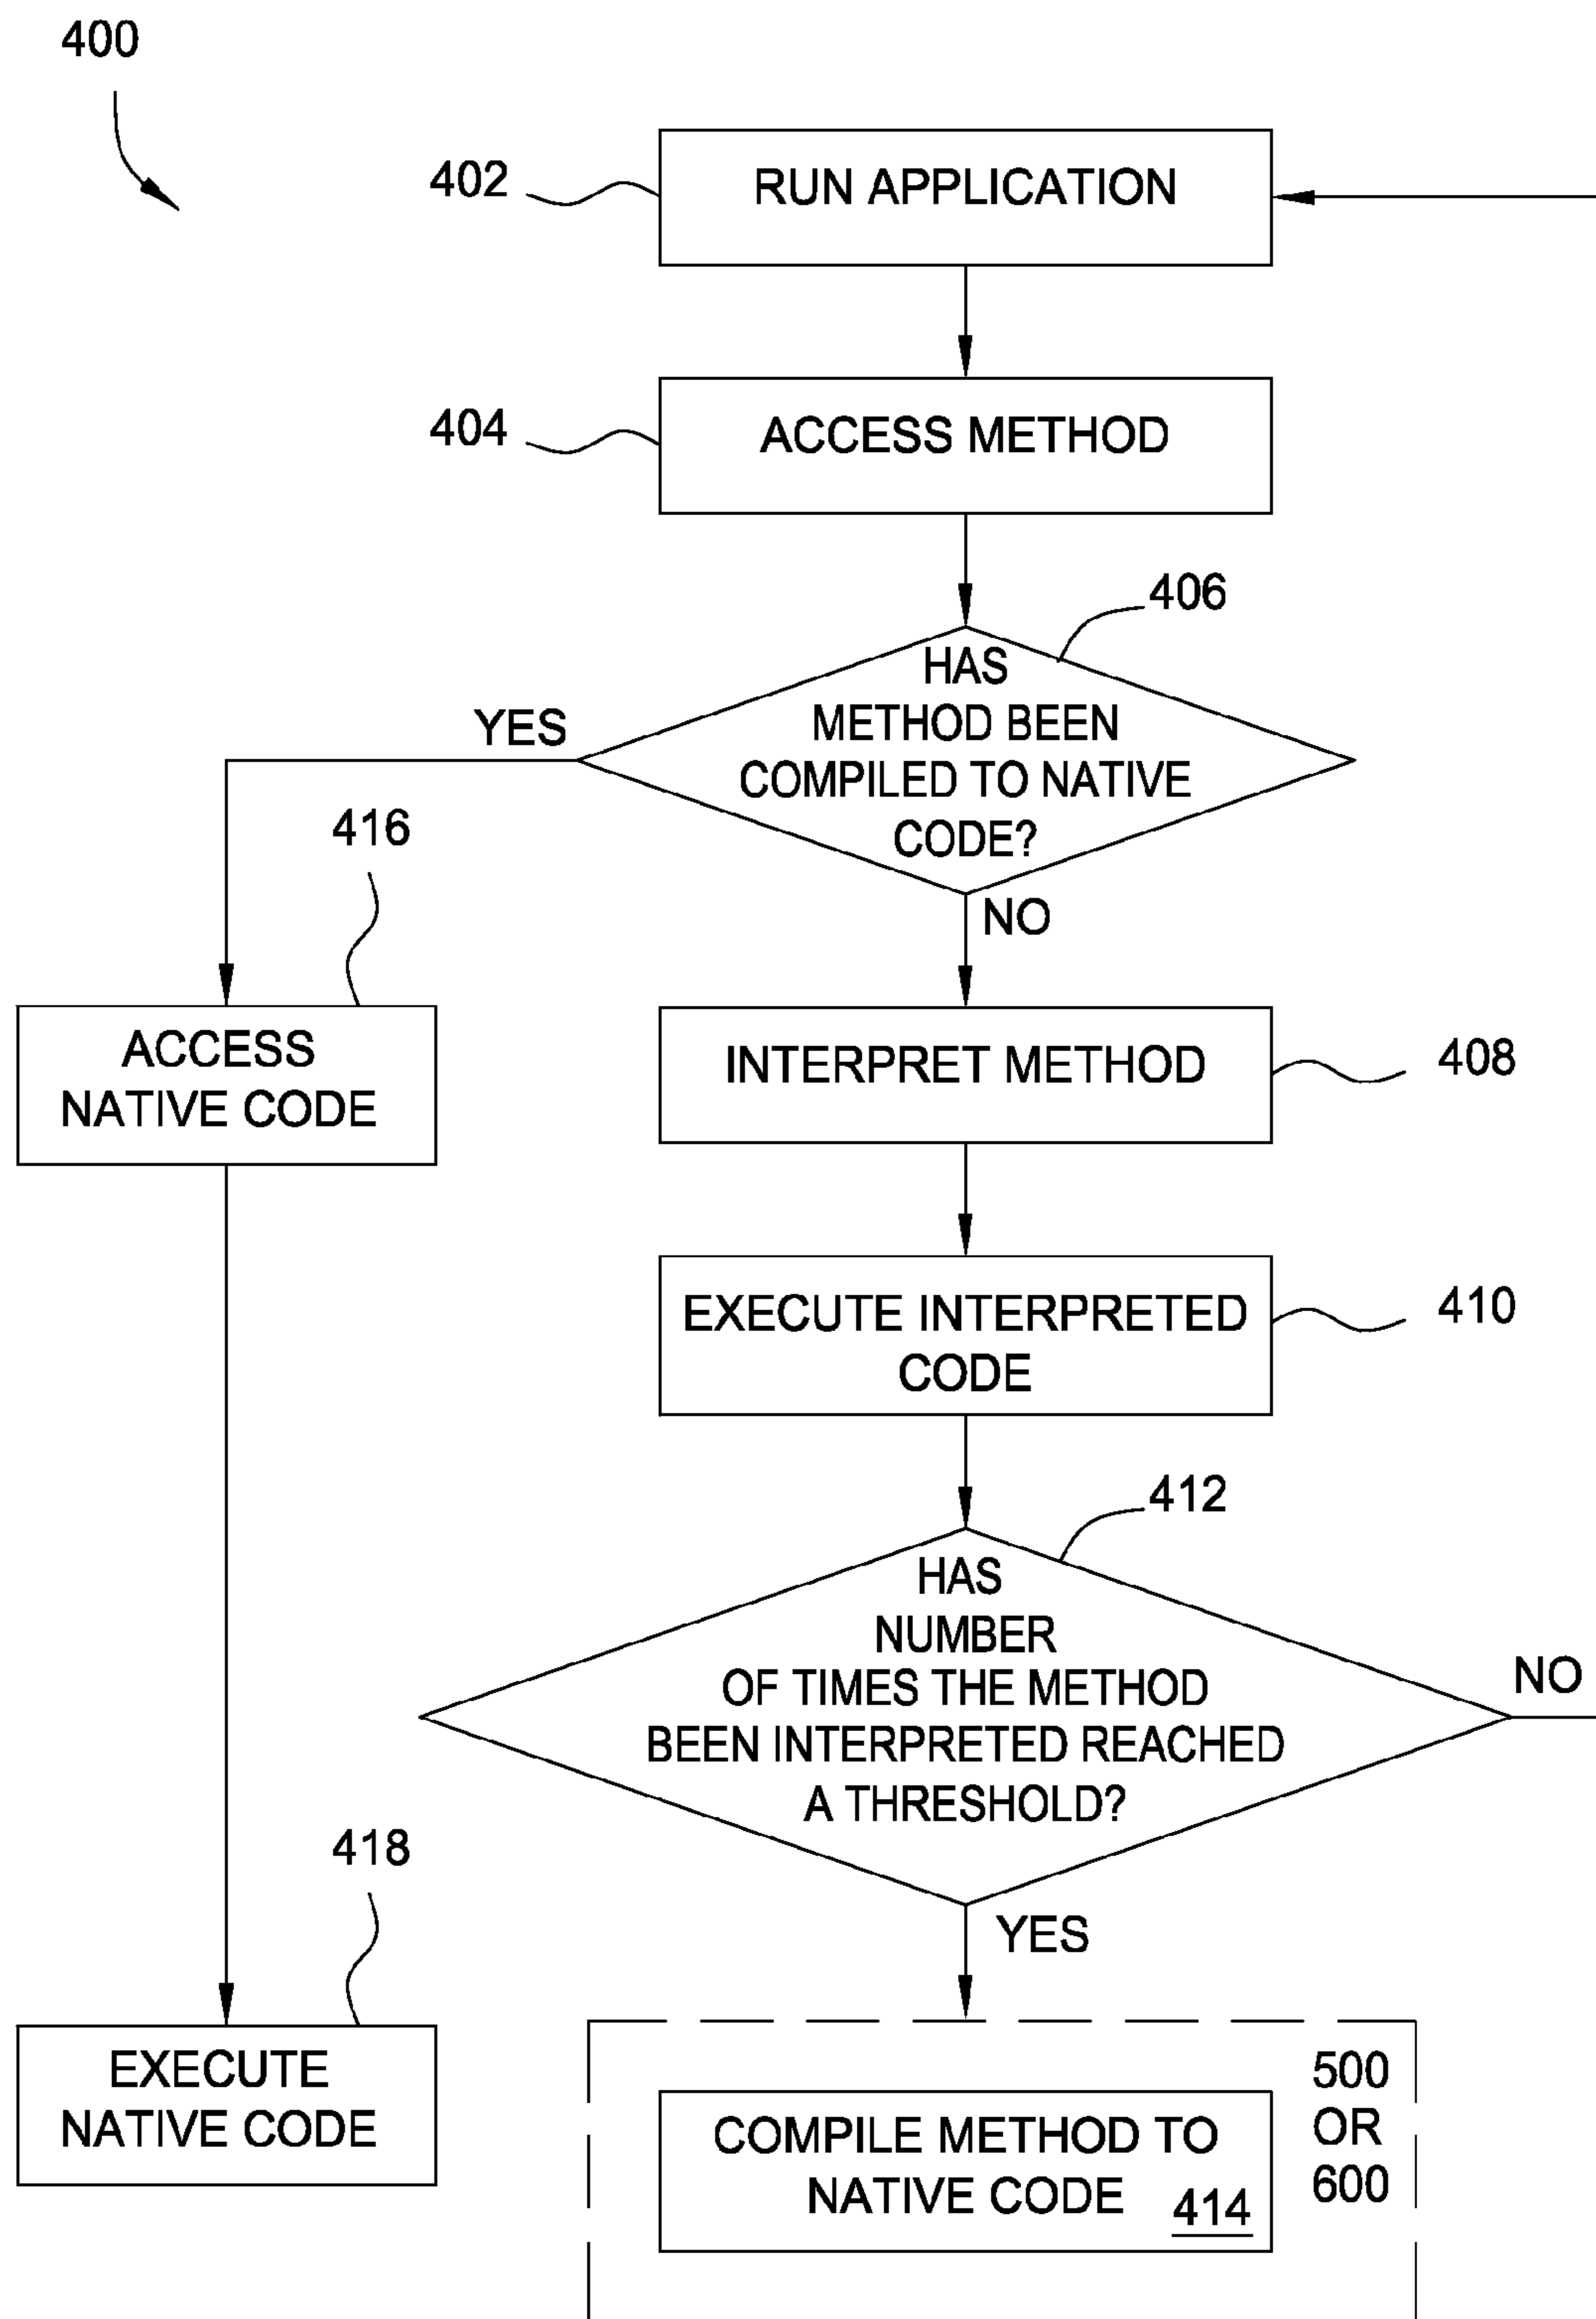 400
402
RUN APPLICATION
404
ACCESS METHOD
406
HAS
METHOD BEEN
COMPILED TO NATIVE
CODE?
YES
NO
416
ACCESS
NATIVE CODE
INTERPRET METHOD
408
EXECUTE INTERPRETED
CODE
410
412
HAS
NUMBER
OF TIMES THE METHOD
BEEN INTERPRETED REACHED
A THRESHOLD?
NO
YES
418
EXECUTE
NATIVE CODE
COMPILE METHOD TO
NATIVE CODE
414
500
OR
600